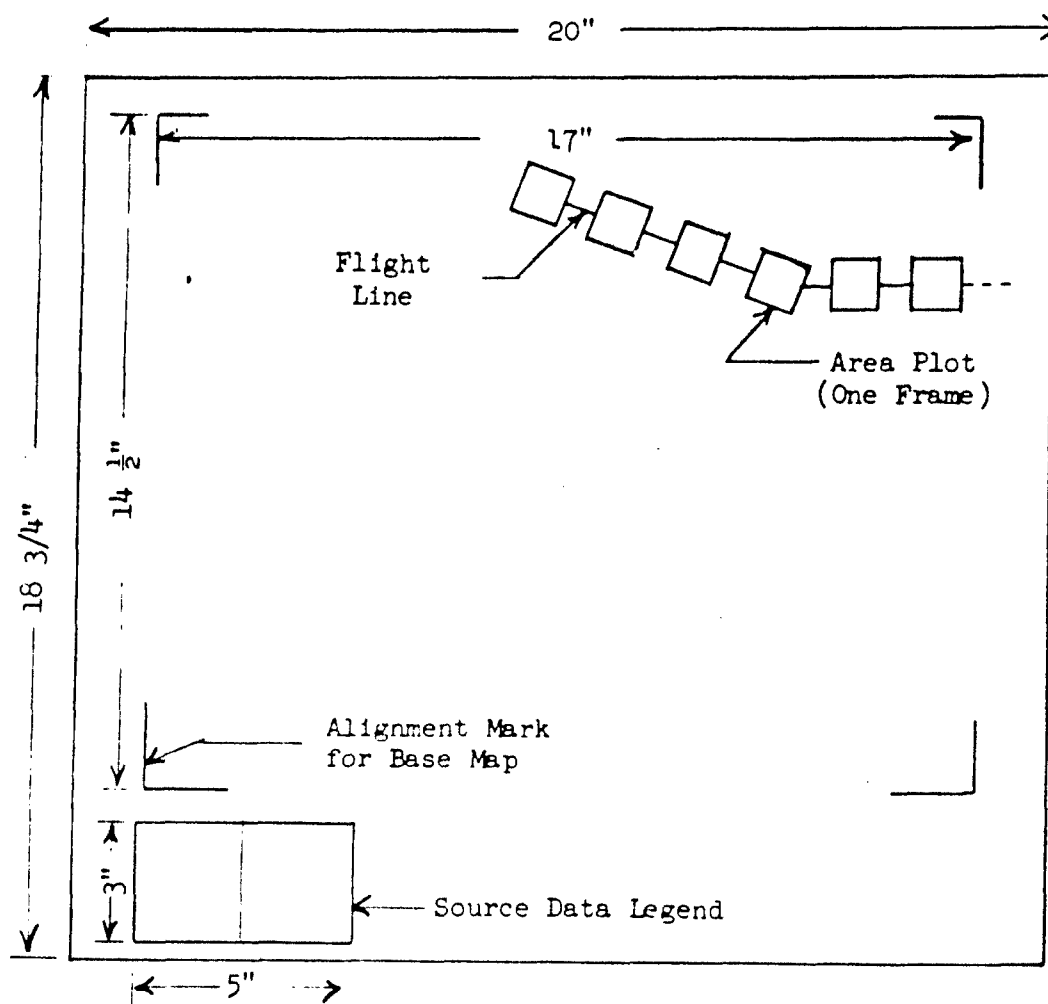 20"
17"
Flight
Line
Area Plot
(One Frame)
14 1/2"
18 3/4"
Alignment Mark
for Base Map
3"
Source Data Legend
5"